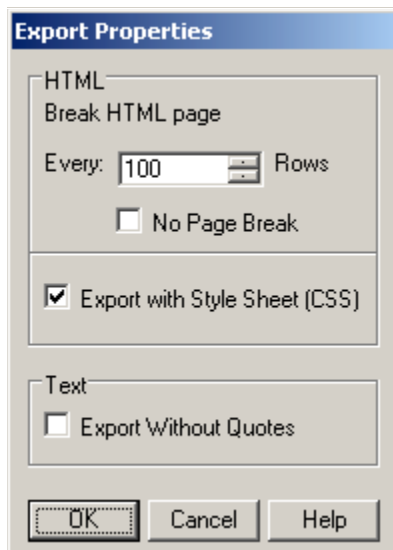 Export Properties
HTML
Break HTML page
Every: 100 Rows
No Page Break
Export with Style Sheet (CSS)
Text
Export Without Quotes
OK Cancel Help